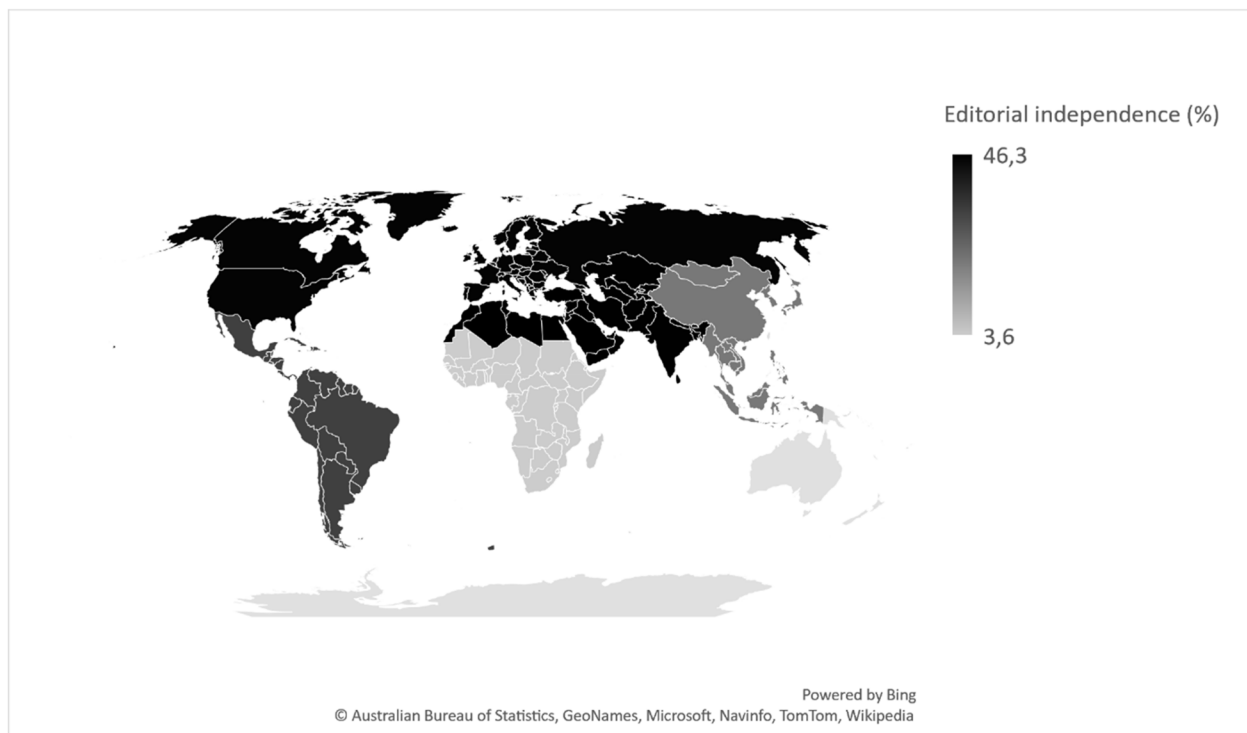 Editorial independence (%)
46,3
3,6
Powered by Bing
© Australian Bureau of Statistics, GeoNames, Microsoft, Navinfo, TomTom, Wikipedia